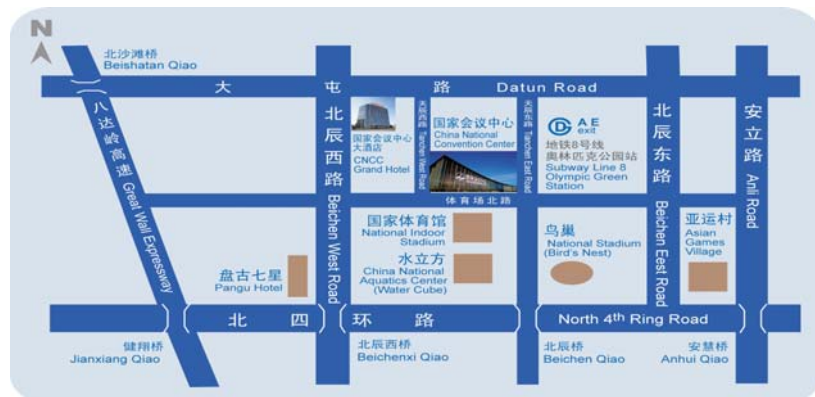 N
北沙滩桥
Beishatan Qiao
大 屯 路 Datun Road
八达岭高速 Great Wall Expressway
北辰西路 Beichen West Road
国家会议中心
大酒店
CNCC
Grand Hotel
天辰西路 Tianchen West Road
国家会议中心
China National
Convention Center
天辰东路 Tianchen East Road
A E
exit
地铁8号线
奥林匹克公园站
Subway Line 8
Olympic Green
Station
北辰东路 Beichen Eest Road
安立路 Anli Road
体育场北路
国家体育馆
National Indoor
Stadium
水立方
China National
Aquatics Center
(Water Cube)
鸟巢
National Stadium
(Bird's Nest)
亚运村
Asian
Games
Village
盘古七星
Pangu Hotel
北 四 环 路 North 4th Ring Road
健翔桥
Jianxiang Qiao
北辰西桥
Beichenxi Qiao
北辰桥
Beichen Qiao
安慧桥
Anhui Qiao